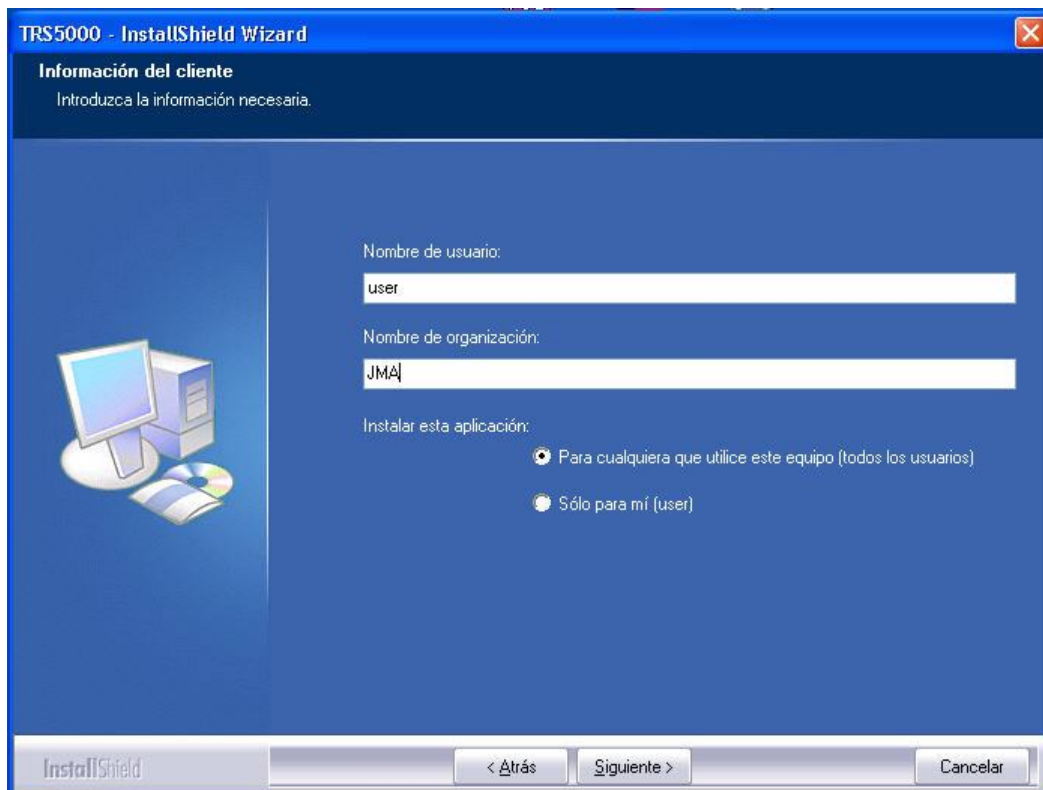 TRS5000 - InstallShield Wizard
Información del cliente
Introduzca la información necesaria.
Nombre de usuario:
user
Nombre de organización:
JMA
Instalar esta aplicación:
Para cualquiera que utilice este equipo (todos los usuarios)
Sólo para mí (user)
InstallShield
< Atrás
Siguiente >
Cancelar